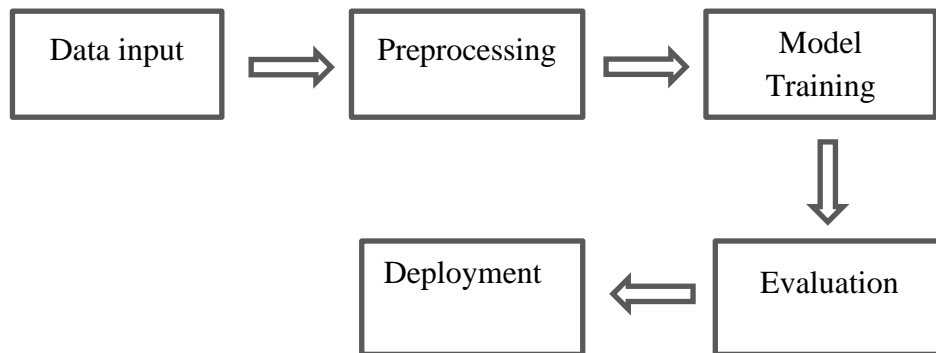 Data input
Preprocessing
Model
Training
Evaluation
Deployment